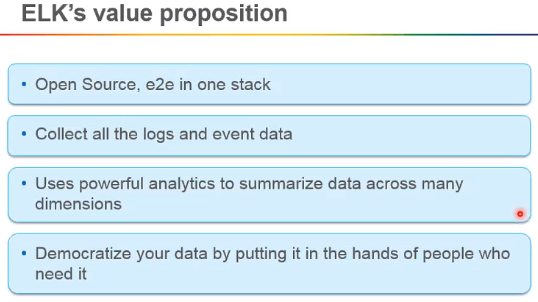 ELK's value proposition
• Open Source, e2e in one stack
• Collect all the logs and event data
• Uses powerful analytics to summarize data across many
dimensions
• Democratize your data by putting it in the hands of people who
need it